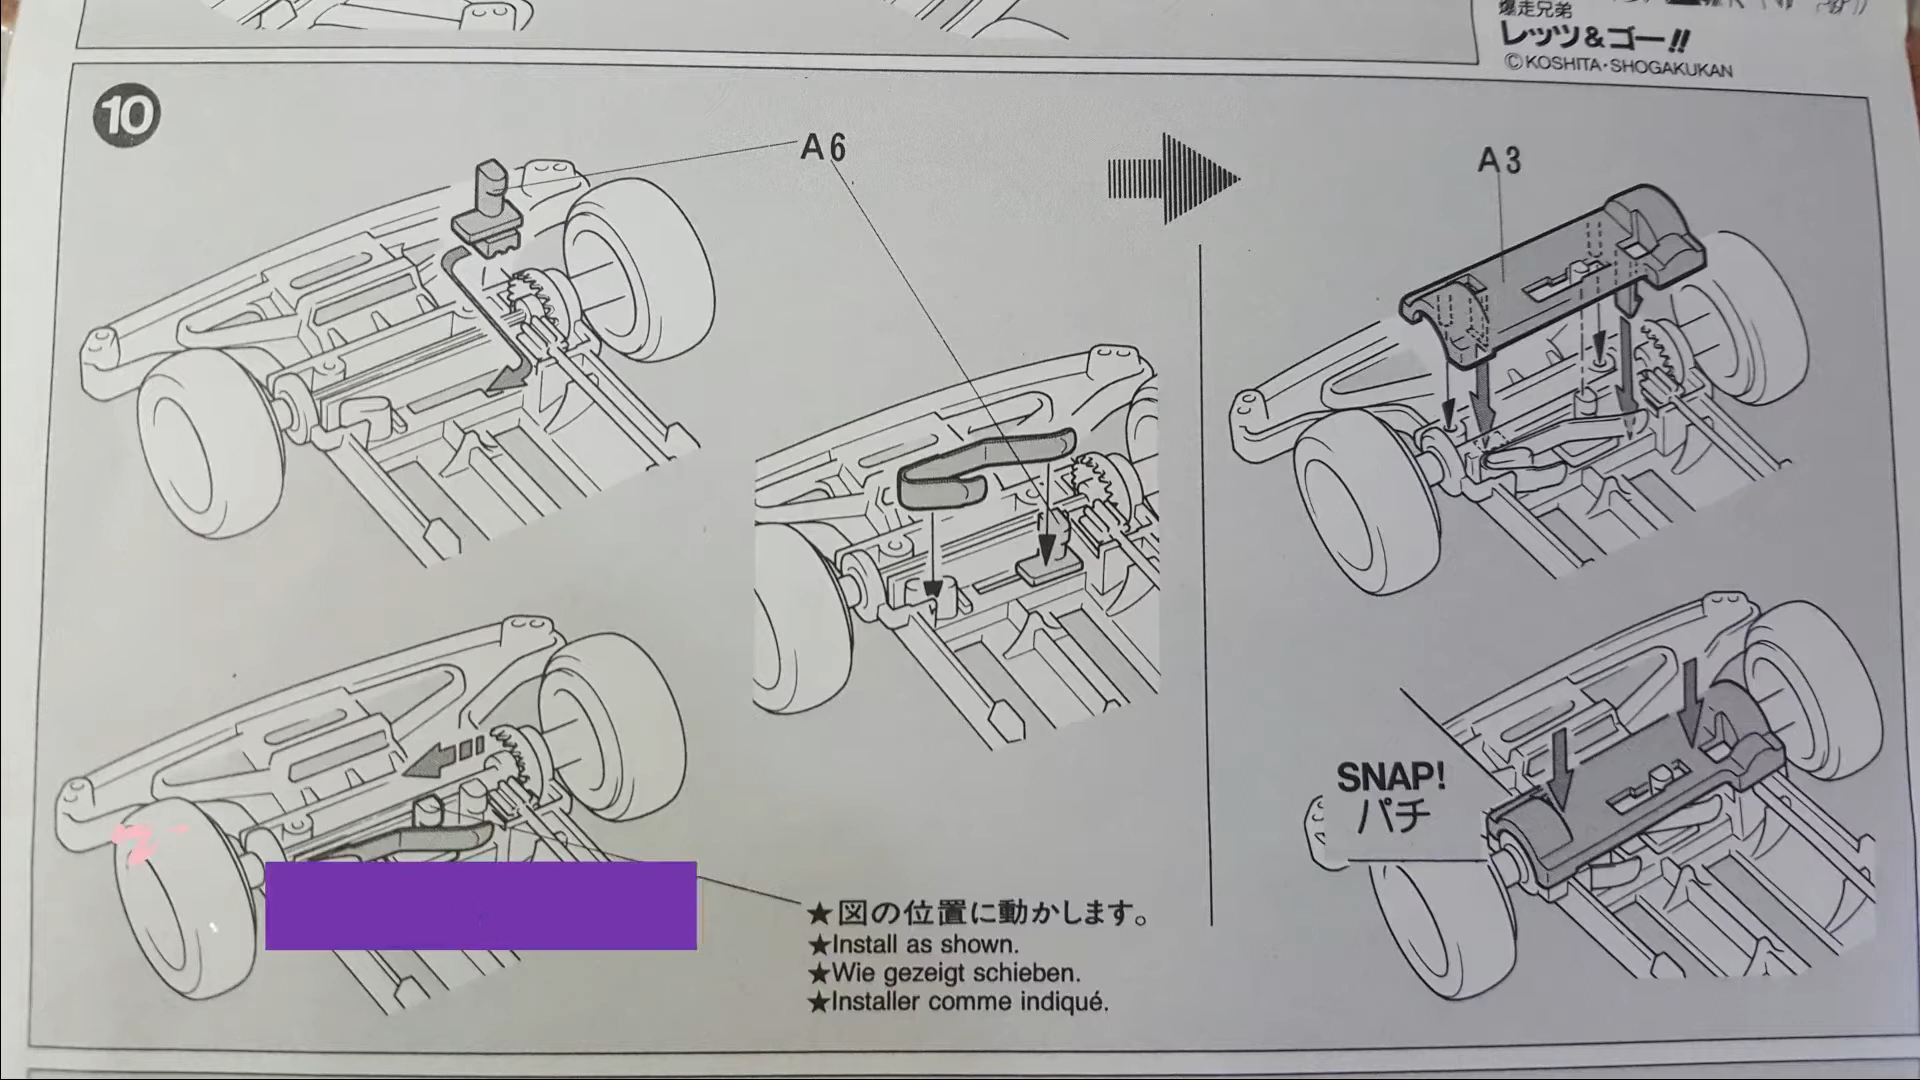 爆走兄弟
レッツ&ゴー!!
©KOSHITA・SHOGAKUKAN
10
A6
A3
SNAP!
パチ
★図の位置に動かします。
★Install as shown.
★Wie gezeigt schieben.
★Installer comme indiqué.